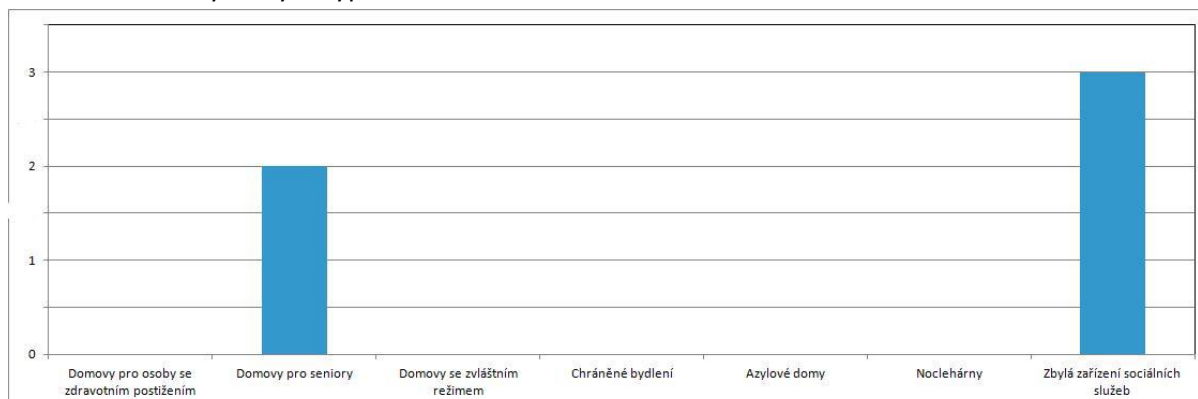 3
2
1
0
Domovy pro osoby se
zdravotním postižením
Domovy pro seniory
Domovy se zvláštním
režimem
Chráněné bydlení
Azylové domy
Noclehárny
Zbylá zařízení sociálních
služeb